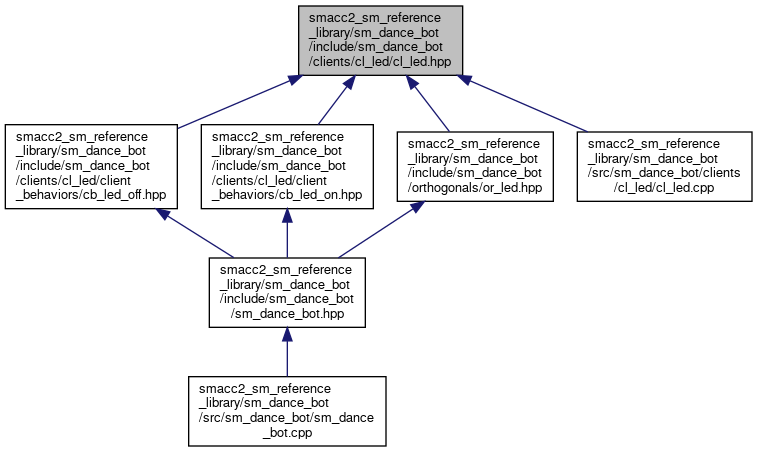 smacc2_sm_reference
_library/sm_dance_bot
/include/sm_dance_bot
/clients/cl_led/cl_led.hpp
smacc2_sm_reference
_library/sm_dance_bot
/include/sm_dance_bot
/clients/cl_led/client
_behaviors/cb_led_off.hpp
smacc2_sm_reference
_library/sm_dance_bot
/include/sm_dance_bot
/clients/cl_led/client
_behaviors/cb_led_on.hpp
smacc2_sm_reference
_library/sm_dance_bot
/include/sm_dance_bot
/orthogonals/or_led.hpp
smacc2_sm_reference
_library/sm_dance_bot
/src/sm_dance_bot/clients
/cl_led/cl_led.cpp
smacc2_sm_reference
_library/sm_dance_bot
/include/sm_dance_bot
/sm_dance_bot.hpp
smacc2_sm_reference
_library/sm_dance_bot
/src/sm_dance_bot/sm_dance
_bot.cpp